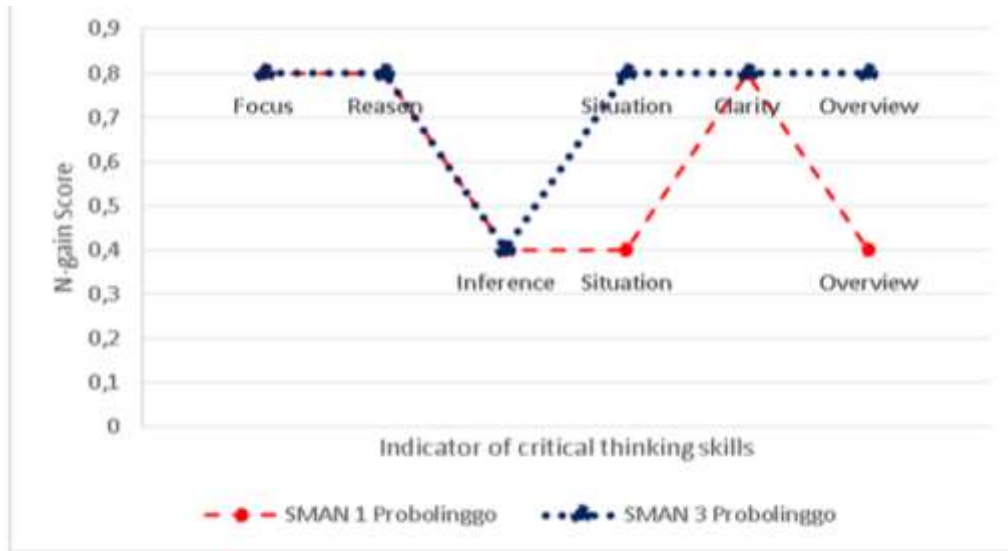 0,9
0,8
Focus Reason Situation Clarity Overview
0,7
0,6
0,5
0,4
Inference Situation Overview
0,3
0,2
0,1
0
N-gain Score
Indicator of critical thinking skills
SMAN 1 Probolinggo SMAN 3 Probolinggo